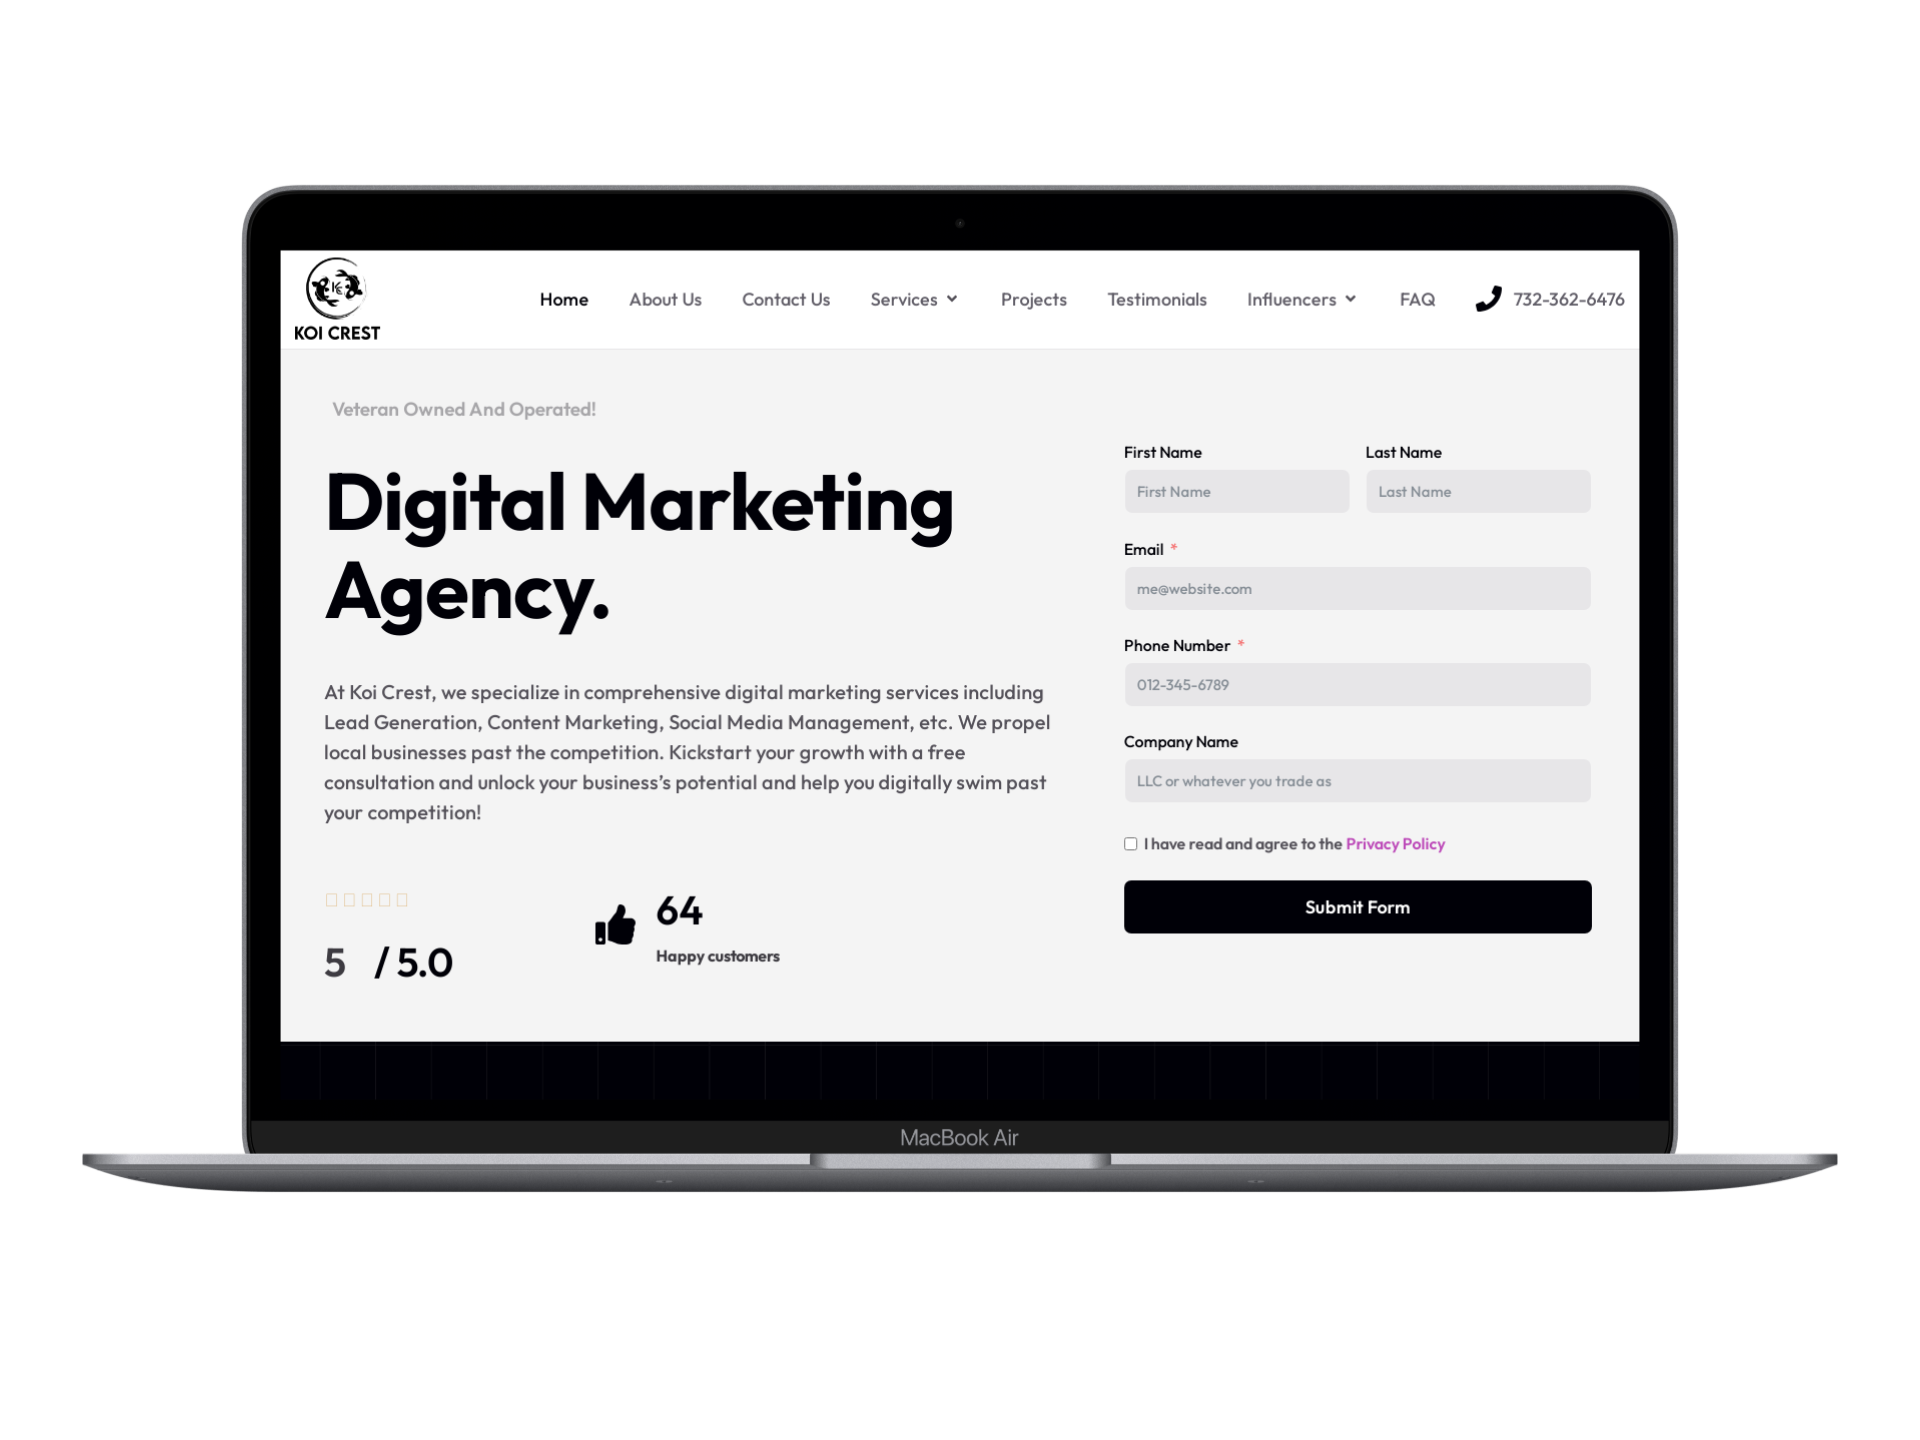 KOI CREST
Home About Us Contact Us Services Projects Testimonials Influencers FAQ 732-362-6476
Veteran Owned And Operated!
Digital Marketing
Agency.
At Koi Crest, we specialize in comprehensive digital marketing services including
Lead Generation, Content Marketing, Social Media Management, etc. We propel
local businesses past the competition. Kickstart your growth with a free
consultation and unlock your business’s potential and help you digitally swim past
your competition!
5 / 5.0
64
Happy customers
First Name Last Name
First Name Last Name
Email *
me@website.com
Phone Number *
012-345-6789
Company Name
LLC or whatever you trade as
I have read and agree to the Privacy Policy
Submit Form
MacBook Air